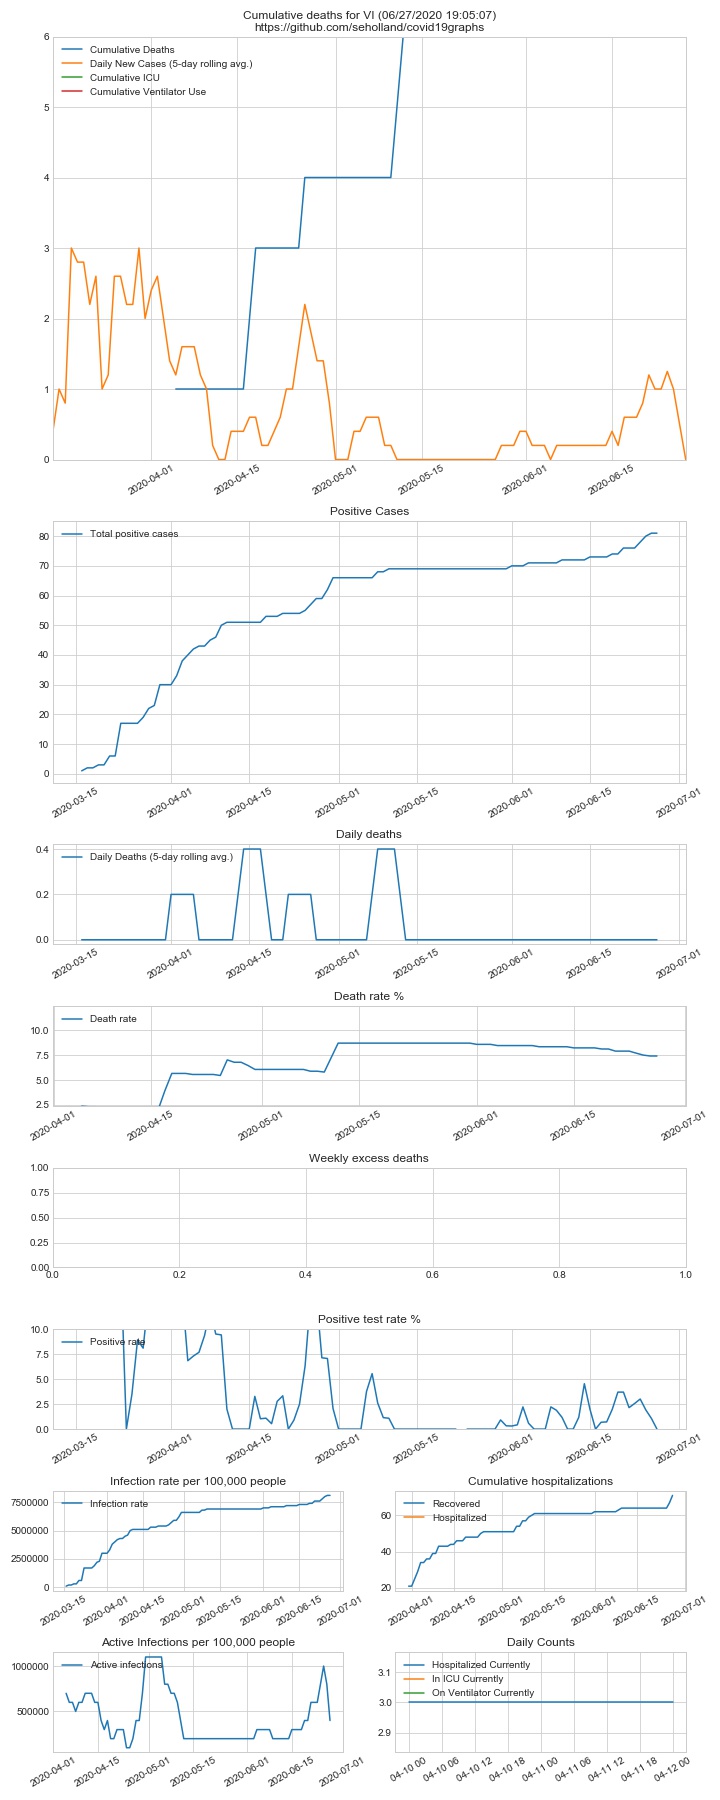 Cumulative deaths for VI (06/27/2020 19:05:07)
https://github.com/seholland/covid19graphs
Cumulative Deaths
Daily New Cases (5-day rolling avg.)
Cumulative ICU
Cumulative Ventilator Use
6
5
4
3
2
1
0
2020-04-01 2020-04-15 2020-05-01 2020-05-15 2020-06-01 2020-06-15
Positive Cases
Total positive cases
80
70
60
50
40
30
20
10
0
2020-03-15 2020-04-01 2020-04-15 2020-05-01 2020-05-15 2020-06-01 2020-06-15 2020-07-01
Daily deaths
Daily Deaths (5-day rolling avg.)
0.4
0.2
0.0
2020-03-15 2020-04-01 2020-04-15 2020-05-01 2020-05-15 2020-06-01 2020-06-15 2020-07-01
Death rate %
Death rate
10.0
7.5
5.0
2.5
2020-04-01 2020-04-15 2020-05-01 2020-05-15 2020-06-01 2020-06-15 2020-07-01
Weekly excess deaths
1.00
0.75
0.50
0.25
0.00
0.0 0.2 0.4 0.6 0.8 1.0
Positive test rate %
Positive rate
10.0
7.5
5.0
2.5
0.0
2020-03-15 2020-04-01 2020-04-15 2020-05-01 2020-05-15 2020-06-01 2020-06-15 2020-07-01
Infection rate per 100,000 people
Infection rate
7500000
5000000
2500000
0
2020-03-15 2020-04-01 2020-04-15 2020-05-01 2020-05-15 2020-06-01 2020-06-15 2020-07-01
Cumulative hospitalizations
Recovered
Hospitalized
60
40
20
2020-04-01 2020-04-15 2020-05-01 2020-05-15 2020-06-01 2020-06-15 2020-07-01
Active Infections per 100,000 people
Active infections
1000000
500000
2020-04-01 2020-04-15 2020-05-01 2020-05-15 2020-06-01 2020-06-15 2020-07-01
Daily Counts
Hospitalized Currently
In ICU Currently
On Ventilator Currently
3.1
3.0
2.9
04-10 00 04-10 06 04-10 12 04-10 18 04-11 00 04-11 06 04-11 12 04-11 18 04-12 00